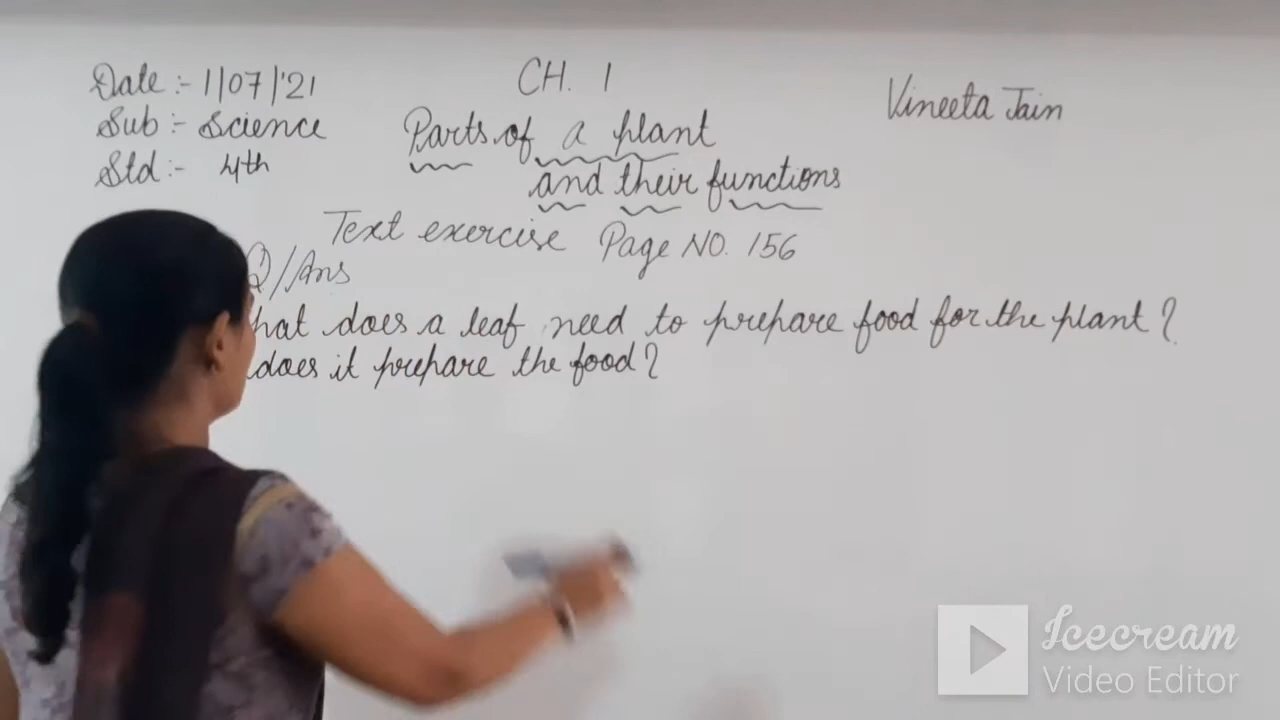 Date :- 1/07/'21
CH. 1
Vineeta Jain
Sub :- Science
Parts of a plant
Std :- 4th
and their functions
Text exercise Page NO. 156
Q/Ans
hat does a leaf need to prepare food for the plant?
does it prepare the food?
Icecream
Video Editor